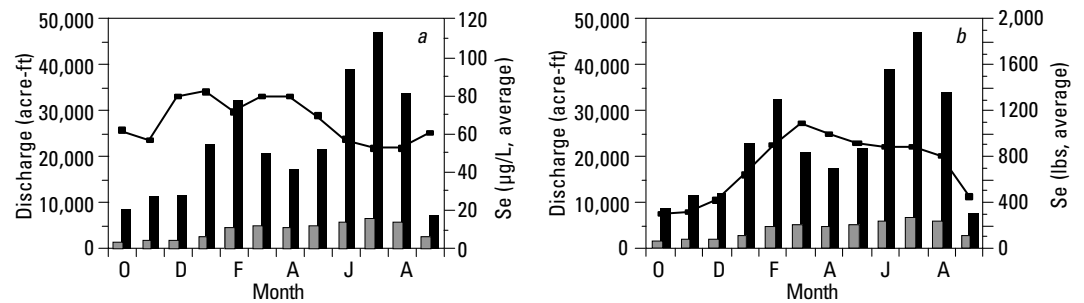 50,000
40,000
30,000
20,000
10,000
0
Discharge (acre-ft)
a
120
100
80
60
40
20
0
Se (µg/L, average)
O D F A J A
Month
50,000
40,000
30,000
20,000
10,000
0
Discharge (acre-ft)
b
2,000
1600
1200
800
400
0
Se (lbs, average)
O D F A J A
Month